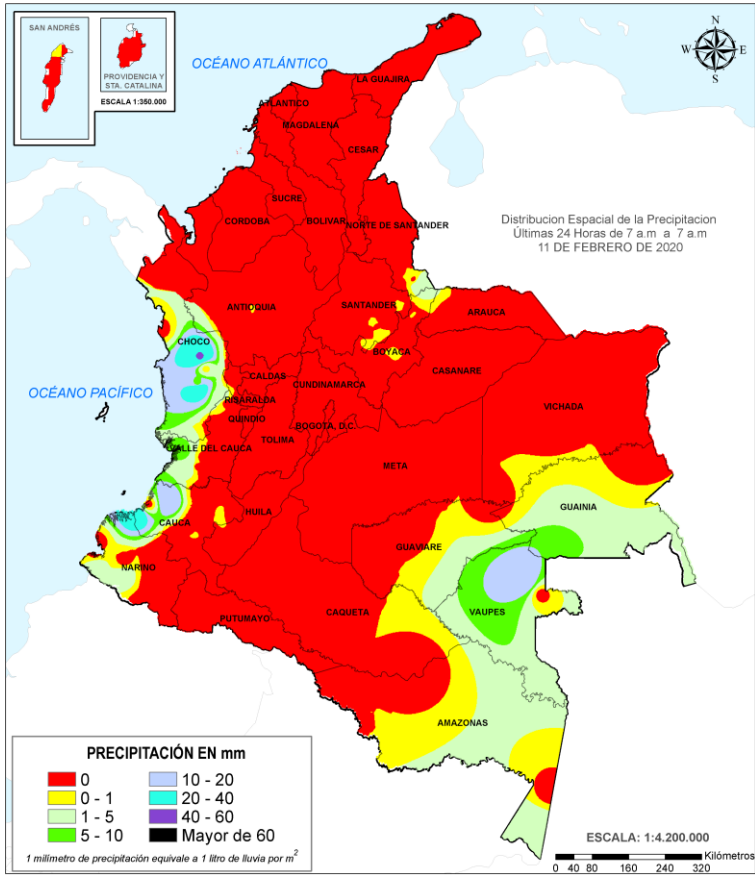 SAN ANDRÉS
PROVIDENCIA Y
STA. CATALINA
ESCALA 1:350.000
OCÉANO ATLÁNTICO
N
W E
S
LA GUAJIRA
ATLANTICO
MAGDALENA
CESAR
SUCRE
CORDOBA
BOLIVAR
NORTE DE SANTANDER
Distribucion Espacial de la Precipitacion
Últimas 24 Horas de 7 a.m a 7 a.m
11 DE FEBRERO DE 2020
ANTIOQUIA
SANTANDER
ARAUCA
CHOCO
BOYACA
CASANARE
OCÉANO PACÍFICO
CALDAS
CUNDINAMARCA
RISARALDA
VICHADA
QUINDIO
BOGOTA, D.C.
TOLIMA
VALLE DEL CAUCA
META
GUAINIA
HUILA
CAUCA
GUAVIARE
NARIÑO
VAUPES
PUTUMAYO
CAQUETA
AMAZONAS
PRECIPITACIÓN EN mm
0
0 - 1
1 - 5
5 - 10
10 - 20
20 - 40
40 - 60
Mayor de 60
1 milímetro de precipitación equivale a 1 litro de lluvia por m²
ESCALA: 1:4.200.000
Kilómetros
0 40 80 160 240 320